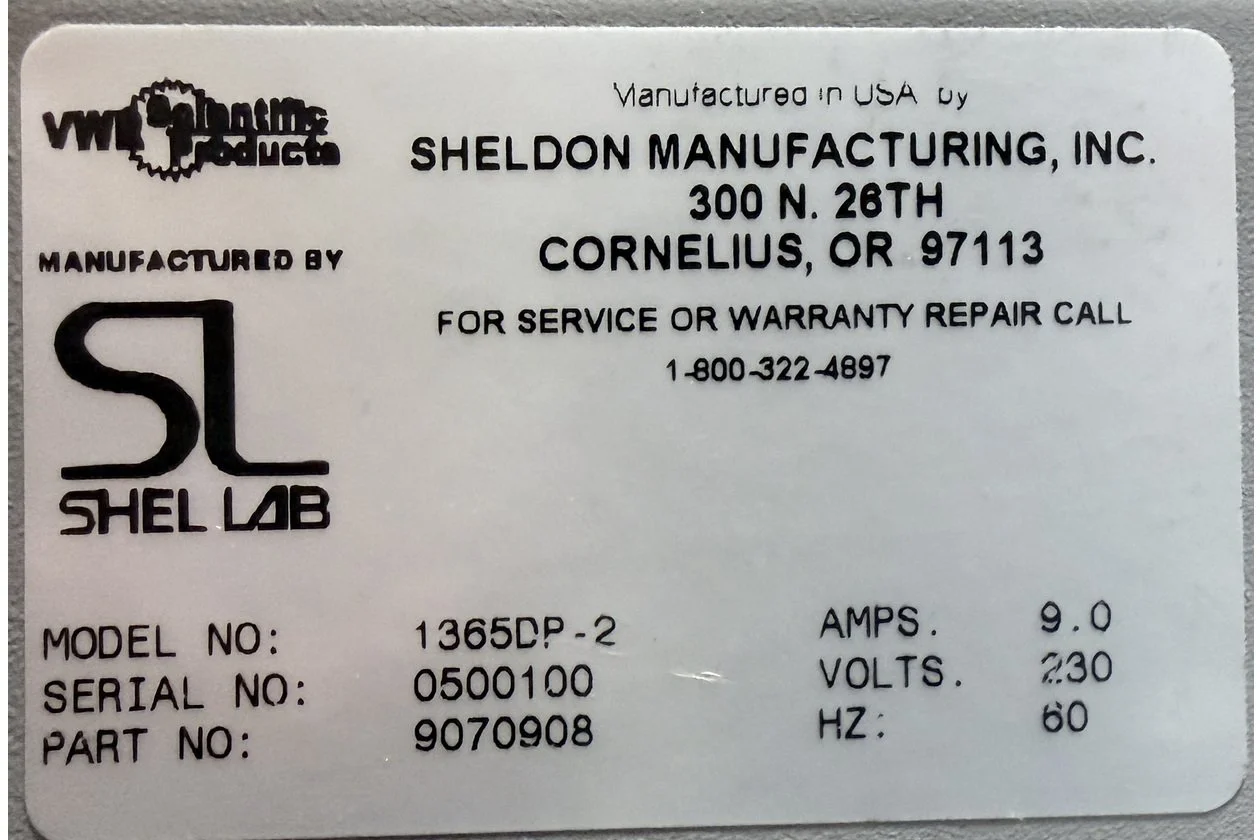 VWR Scientific Products
MANUFACTURED BY
SL
SHEL LAB
Manufactured in USA by
SHELDON MANUFACTURING, INC.
300 N. 26TH
CORNELIUS, OR 97113
FOR SERVICE OR WARRANTY REPAIR CALL
1-800-322-4897
MODEL NO: 1365DP-2
SERIAL NO: 0500100
PART NO: 9070908
AMPS. 9.0
VOLTS. 230
HZ: 60